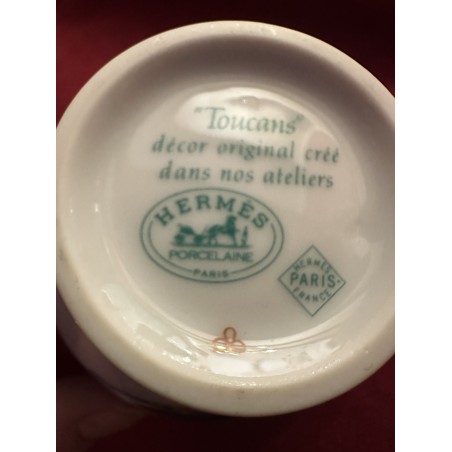 "Toucans"
décor original créé
dans nos ateliers
HERMÈS
PORCELAINE
PARIS
HERMÈS
PARIS
FRANCE